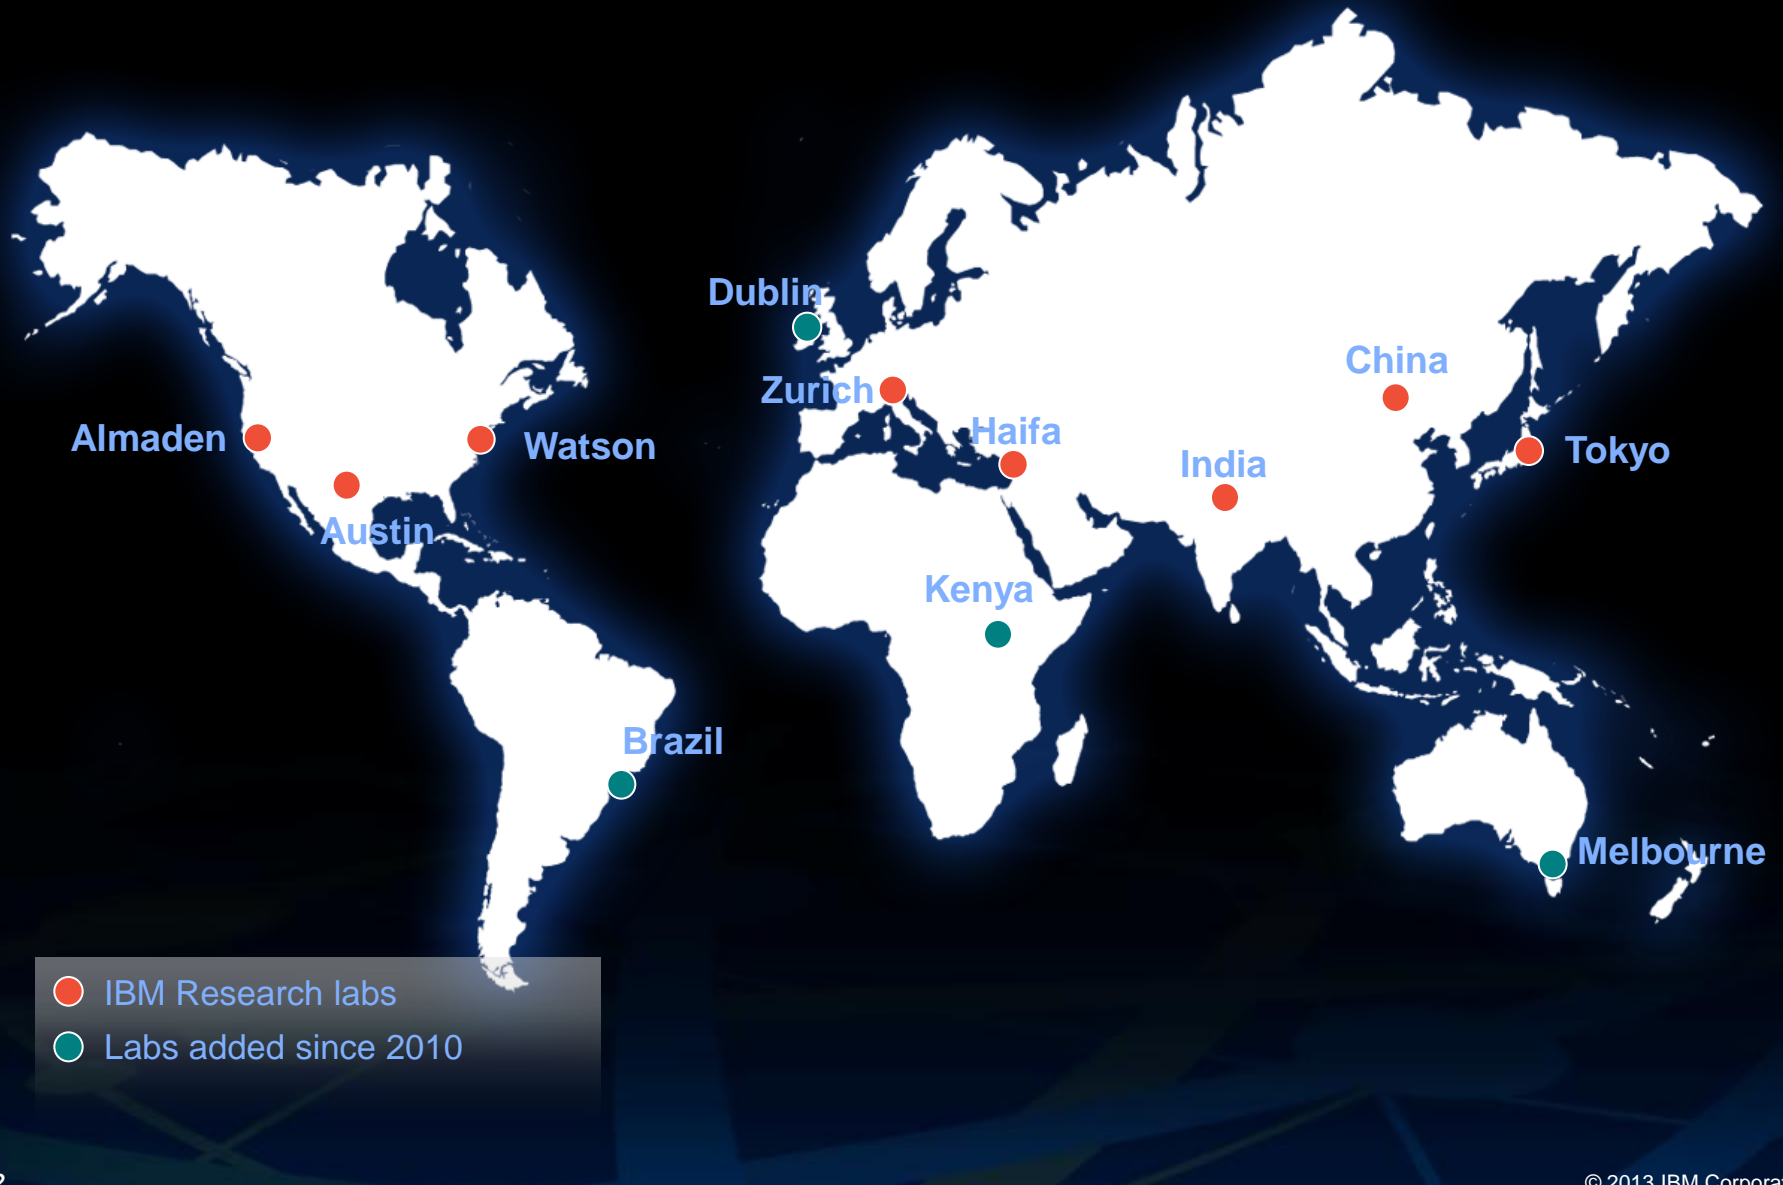 Dublin
China
Zurich
Haifa
Almaden
Watson
India
Tokyo
Austin
Kenya
Brazil
Melbourne
IBM Research labs
Labs added since 2010
© 2013 IBM Corpora